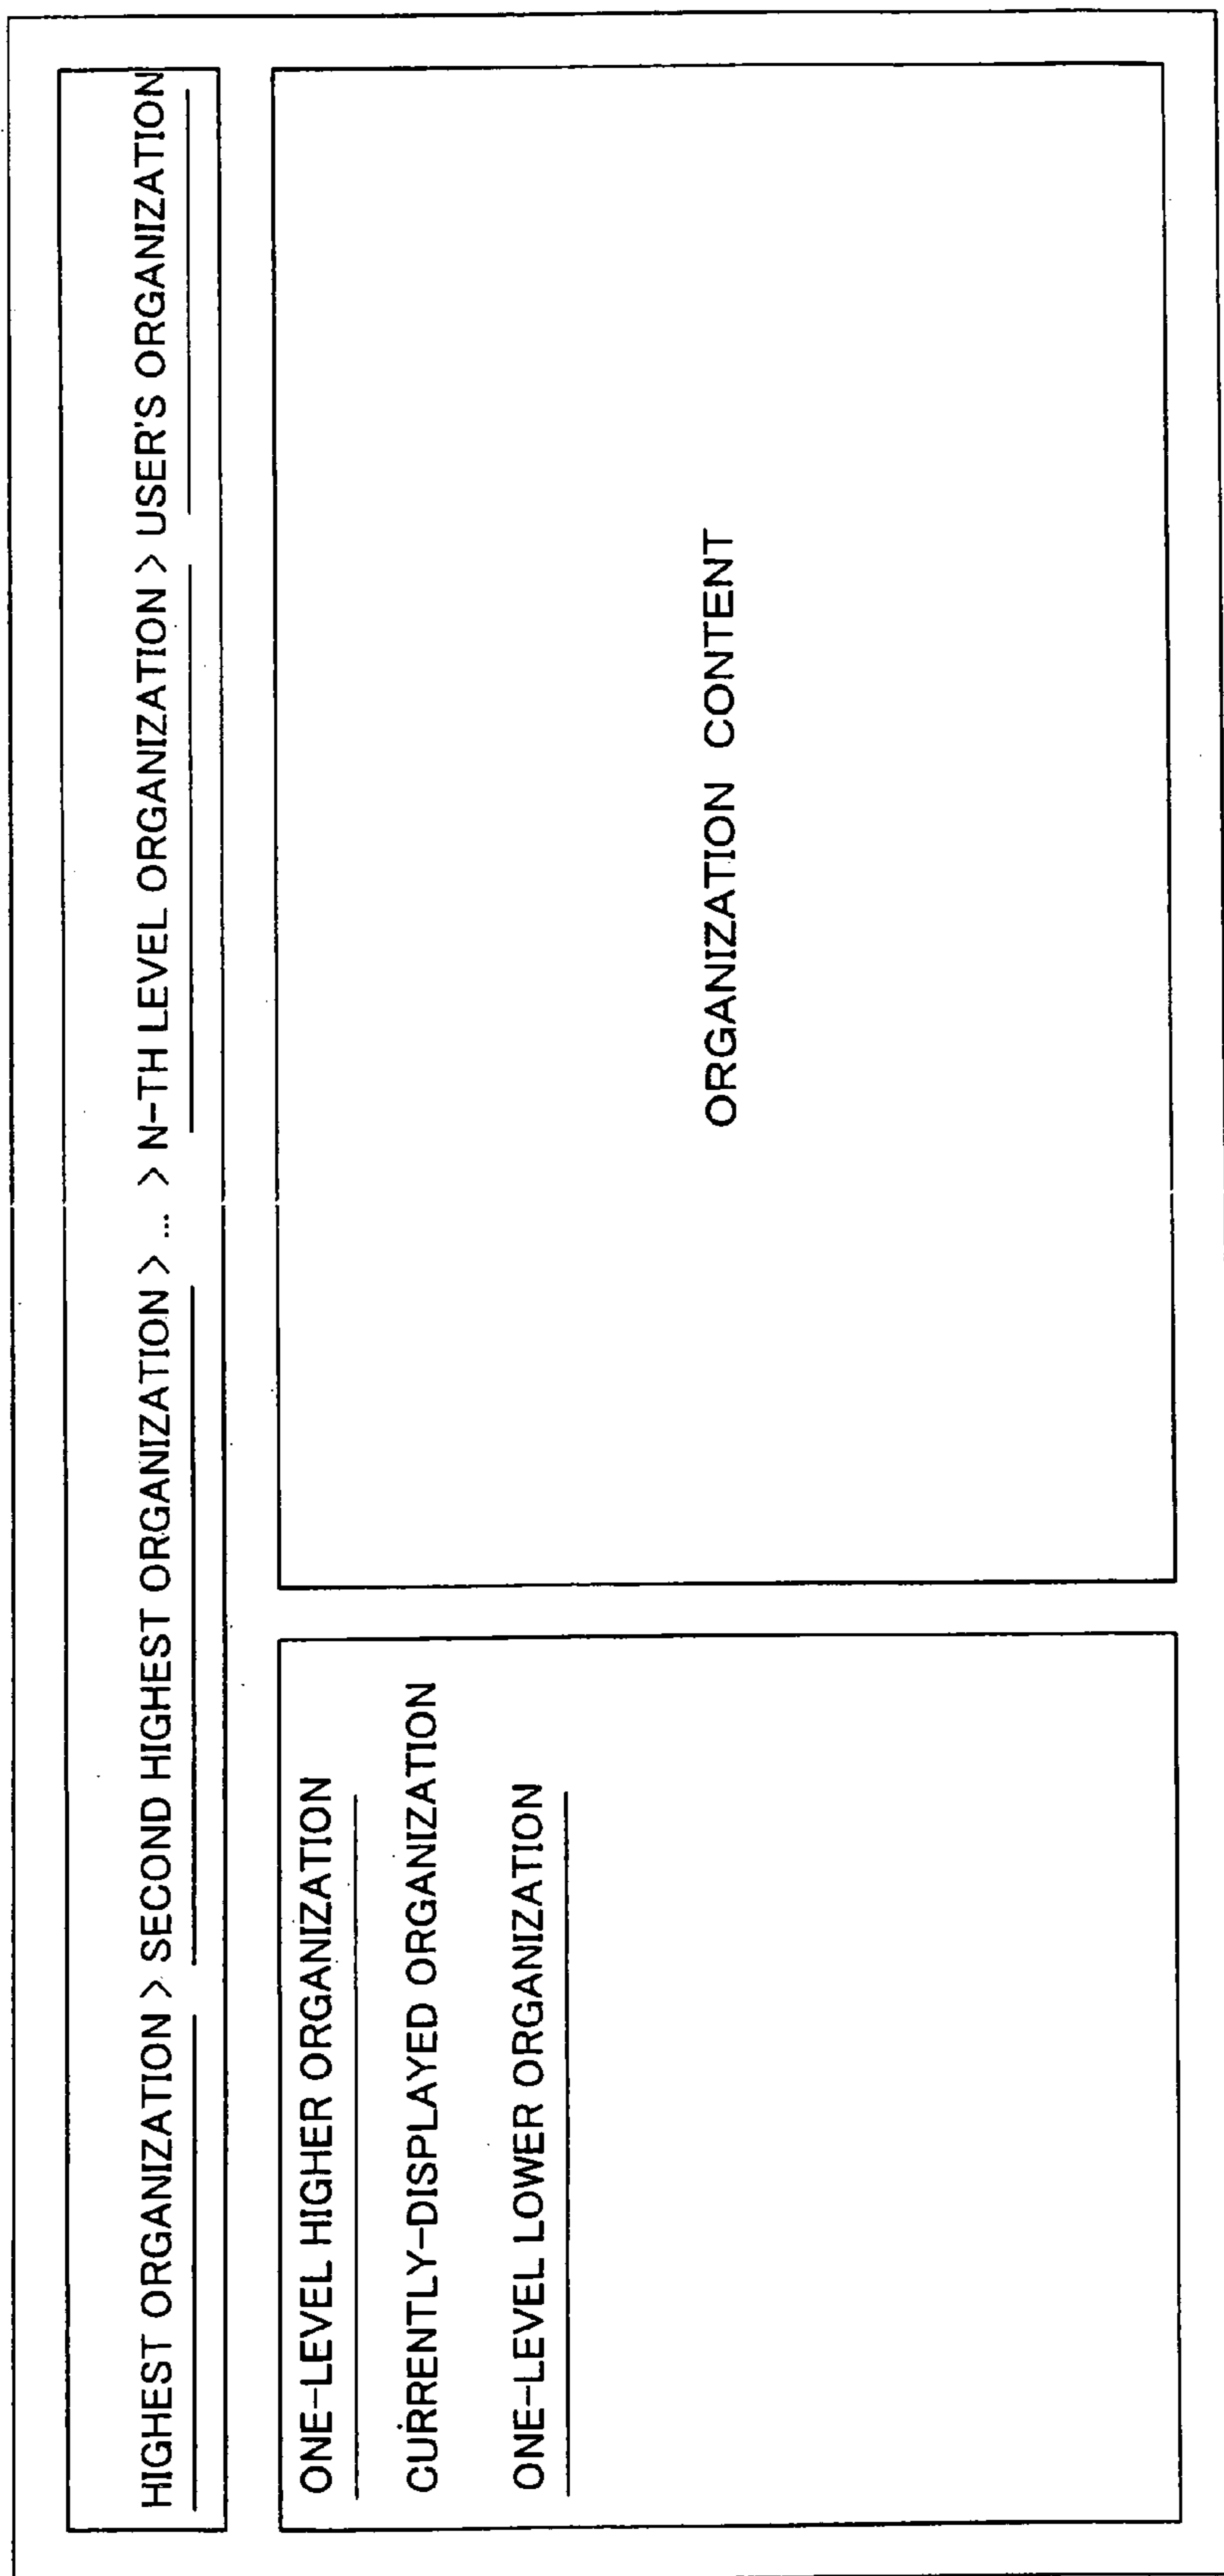 HIGHEST ORGANIZATION > SECOND HIGHEST ORGANIZATION > ... > N-TH LEVEL ORGANIZATION > USER'S ORGANIZATION
ONE-LEVEL HIGHER ORGANIZATION
CURRENTLY-DISPLAYED ORGANIZATION
ONE-LEVEL LOWER ORGANIZATION
ORGANIZATION CONTENT